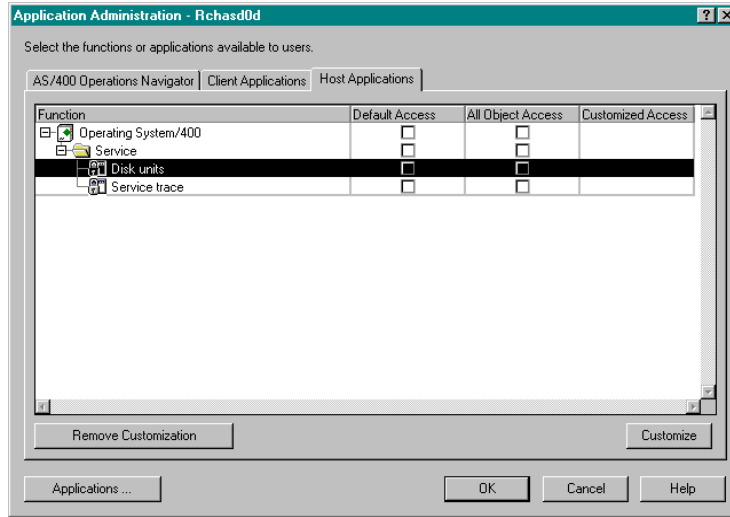 Application Administration - Rchasd0d
Select the functions or applications available to users.
AS/400 Operations Navigator Client Applications Host Applications
Function Default Access All Object Access Customized Access
Operating System/400
Service
Disk units
Service trace
Remove Customization Customize
Applications ... OK Cancel Help